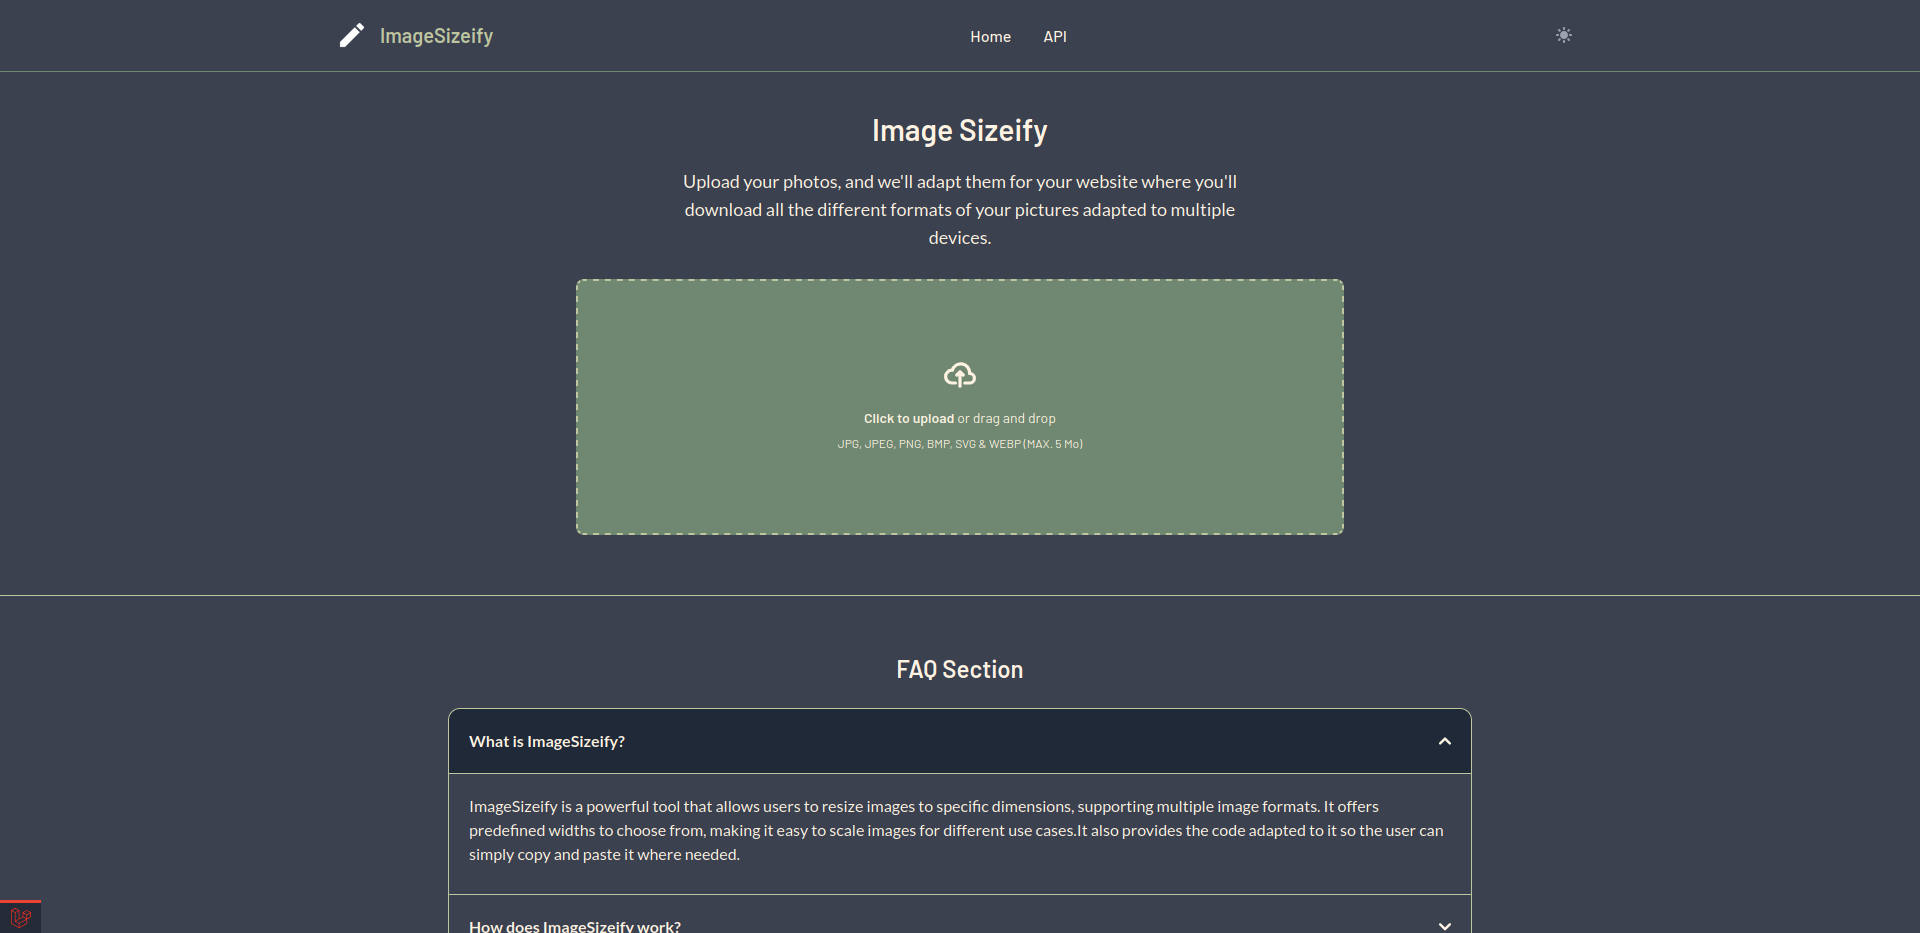 ImageSizeify
Home
API
Image Sizeify
Upload your photos, and we'll adapt them for your website where you'll
download all the different formats of your pictures adapted to multiple
devices.
Click to upload or drag and drop
JPG, JPEG, PNG, BMP, SVG & WEBP (MAX. 5 Mo)
FAQ Section
What is ImageSizeify?
ImageSizeify is a powerful tool that allows users to resize images to specific dimensions, supporting multiple image formats. It offers
predefined widths to choose from, making it easy to scale images for different use cases.It also provides the code adapted to it so the user can
simply copy and paste it where needed.
How does ImageSizeify work?